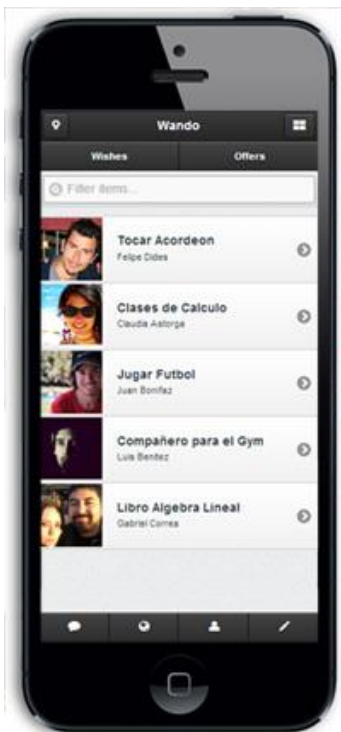 Wando
Wishes Offers
Filter items...
Tocar Acordeon
Felipe Dides
Clases de Calculo
Claudia Astorga
Jugar Futbol
Juan Bonifaz
Compañero para el Gym
Luis Benitez
Libro Algebra Lineal
Gabriel Correa